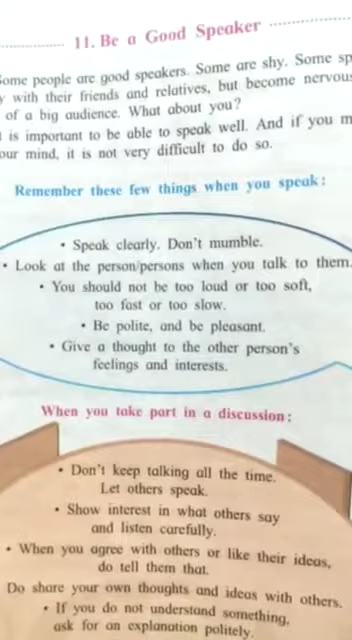 11. Be a Good Speaker
Some people are good speakers. Some are shy. Some
with their friends and relatives, but become nervous
of a big audience. What about you?
is important to be able to speak well. And if you
mind, it is not very difficult to do so.
Remember these few things when you speak:
• Speak clearly. Don't mumble.
• Look at the person/persons when you talk to them.
• You should not be too loud or too soft,
too fast or too slow.
• Be polite, and be pleasant.
• Give a thought to the other person's
feelings and interests.
When you take part in a discussion:
• Don't keep talking all the time.
Let others speak.
• Show interest in what others say
and listen carefully.
• When you agree with others or like their ideas,
do tell them that.
Do share your own thoughts and ideas with others.
• If you do not understand something,
ask for an explanation politely.